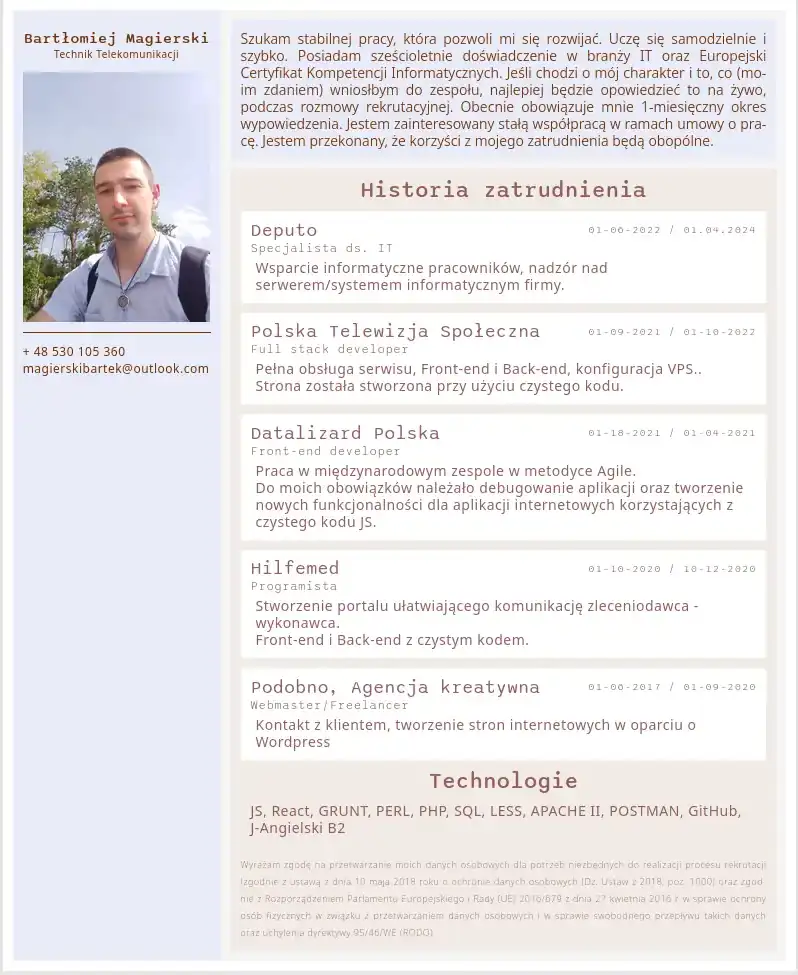 Bartłomiej Magierski
Technik Telekomunikacji
+ 48 530 105 360
magierskibartek@outlook.com
Szukam stabilnej pracy, która pozwoli mi się rozwijać. Uczę się samodzielnie i
szybko. Posiadam sześcioletnie doświadczenie w branży IT oraz Europejski
Certyfikat Kompetencji Informatycznych. Jeśli chodzi o mój charakter i to, co (mo-
im zdaniem) wniosłbym do zespołu, najlepiej będzie opowiedzieć to na żywo,
podczas rozmowy rekrutacyjnej. Obecnie obowiązuje mnie 1-miesięczny okres
wypowiedzenia. Jestem zainteresowany stałą współpracą w ramach umowy o pra-
cę. Jestem przekonany, że korzyści z mojego zatrudnienia będą obopólne.
Historia zatrudnienia
Deputo 01-06-2022 / 01.04.2024
Specjalista ds. IT
Wsparcie informatyczne pracowników, nadzór nad
serwerem/systemem informatycznym firmy.
Polska Telewizja Społeczna 01-09-2021 / 01-10-2022
Full stack developer
Pełna obsługa serwisu, Front-end i Back-end, konfiguracja VPS..
Strona została stworzona przy użyciu czystego kodu.
Datalizard Polska 01-18-2021 / 01-04-2021
Front-end developer
Praca w międzynarodowym zespole w metodyce Agile.
Do moich obowiązków należało debugowanie aplikacji oraz tworzenie
nowych funkcjonalności dla aplikacji internetowych korzystających z
czystego kodu JS.
Hilfemed 01-10-2020 / 10-12-2020
Programista
Stworzenie portalu ułatwiającego komunikację zleceniodawca -
wykonawca.
Front-end i Back-end z czystym kodem.
Podobno, Agencja kreatywna 01-06-2017 / 01-09-2020
Webmaster/Freelancer
Kontakt z klientem, tworzenie stron internetowych w oparciu o
Wordpress
Technologie
JS, React, GRUNT, PERL, PHP, SQL, LESS, APACHE II, POSTMAN, GitHub,
J-Angielski B2
Wyrażam zgodę na przetwarzanie moich danych osobowych dla potrzeb niezbędnych do realizacji procesu rekrutacji
(zgodnie z ustawą z dnia 10 maja 2018 roku o ochronie danych osobowych (Dz. Ustaw z 2018, poz. 1000) oraz zgod-
nie z Rozporządzeniem Parlamentu Europejskiego i Rady (UE) 2016/679 z dnia 27 kwietnia 2016 r. w sprawie ochrony
osób fizycznych w związku z przetwarzaniem danych osobowych i w sprawie swobodnego przepływu takich danych
oraz uchylenia dyrektywy 95/46/WE (RODO)